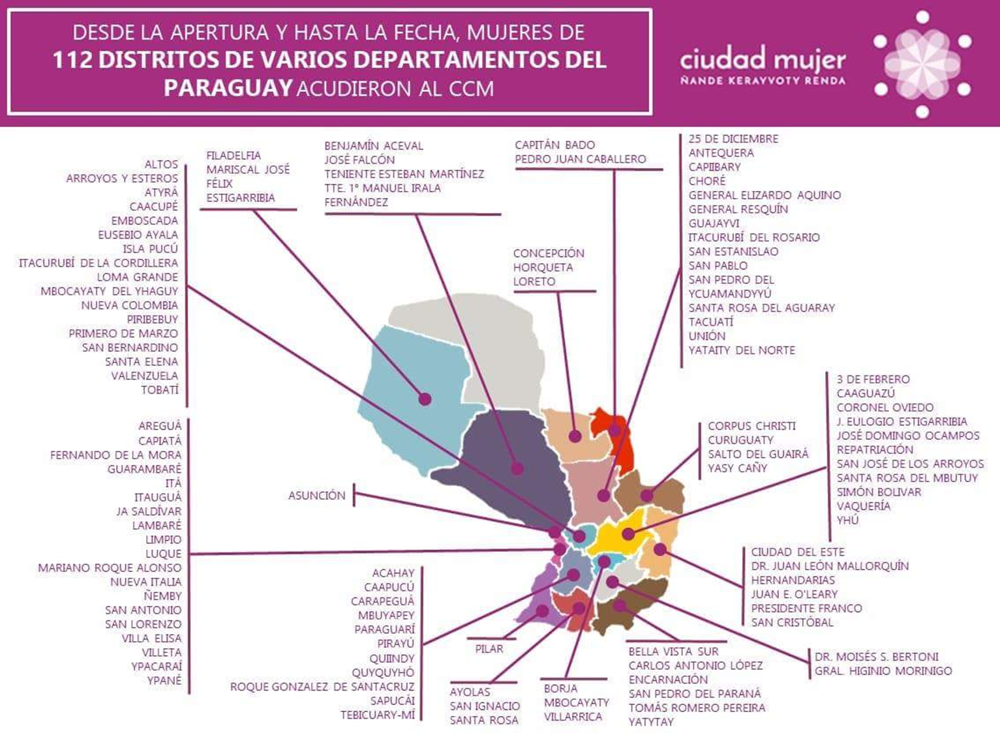 DESDE LA APERTURA Y HASTA LA FECHA, MUJERES DE
112 DISTRITOS DE VARIOS DEPARTAMENTOS DEL
PARAGUAY ACUDIERON AL CCM
ciudad mujer
ÑANDE KERAYVOTY RENDA
ALTOS
ARROYOS Y ESTEROS
ATYRÁ
CAACUPÉ
EMBOSCADA
EUSEBIO AYALA
ISLA PUCÚ
ITACURUBÍ DE LA CORDILLERA
LOMA GRANDE
MBOCAYATY DEL YHAGUY
NUEVA COLOMBIA
PIRIBEBUY
PRIMERO DE MARZO
SAN BERNARDINO
SANTA ELENA
VALENZUELA
TOBATÍ
FILADELFIA
MARISCAL JOSÉ
FÉLIX
ESTIGARRIBIA
BENJAMÍN ACEVAL
JOSÉ FALCÓN
TENIENTE ESTEBAN MARTÍNEZ
TTE. 1° MANUEL IRALA
FERNÁNDEZ
CAPITÁN BADO
PEDRO JUAN CABALLERO
25 DE DICIEMBRE
ANTEQUERA
CAPIIBARY
CHORÉ
GENERAL ELIZARDO AQUINO
GENERAL RESQUÍN
GUAJAYVI
ITACURUBÍ DEL ROSARIO
SAN ESTANISLAO
SAN PABLO
SAN PEDRO DEL
YCUAMANDYYÚ
SANTA ROSA DEL AGUARAY
TACUATÍ
UNIÓN
YATAITY DEL NORTE
CONCEPCIÓN
HORQUETA
LORETO
3 DE FEBRERO
CAAGUAZÚ
CORONEL OVIEDO
J. EULOGIO ESTIGARRIBIA
JOSÉ DOMINGO OCAMPOS
REPATRIACIÓN
SAN JOSÉ DE LOS ARROYOS
SANTA ROSA DEL MBUTUY
SIMÓN BOLIVAR
VAQUERÍA
YHÚ
CORPUS CHRISTI
CURUGUATY
SALTO DEL GUAIRÁ
YASY CAÑY
AREGUÁ
CAPIATÁ
FERNANDO DE LA MORA
GUARAMBARÉ
ITÁ
ITAUGUÁ
JA SALDÍVAR
LAMBARÉ
LIMPIO
LUQUE
MARIANO ROQUE ALONSO
NUEVA ITALIA
ÑEMBY
SAN ANTONIO
SAN LORENZO
VILLA ELISA
VILLETA
YPACARAÍ
YPANÉ
ASUNCIÓN
CIUDAD DEL ESTE
DR. JUAN LEÓN MALLORQUÍN
HERNANDARIAS
JUAN E. O'LEARY
PRESIDENTE FRANCO
SAN CRISTÓBAL
ACAHAY
CAAPUCÚ
CARAPEGUÁ
MBUYAPEY
PARAGUARÍ
PIRAYÚ
QUIINDY
QUYQUYHÓ
ROQUE GONZALEZ DE SANTACRUZ
SAPUCÁI
TEBICUARY-MÍ
PILAR
AYOLAS
SAN IGNACIO
SANTA ROSA
BORJA
MBOCAYATY
VILLARRICA
BELLA VISTA SUR
CARLOS ANTONIO LÓPEZ
ENCARNACIÓN
SAN PEDRO DEL PARANÁ
TOMÁS ROMERO PEREIRA
YATYTAY
DR. MOISÉS S. BERTONI
GRAL. HIGINIO MORINIGO